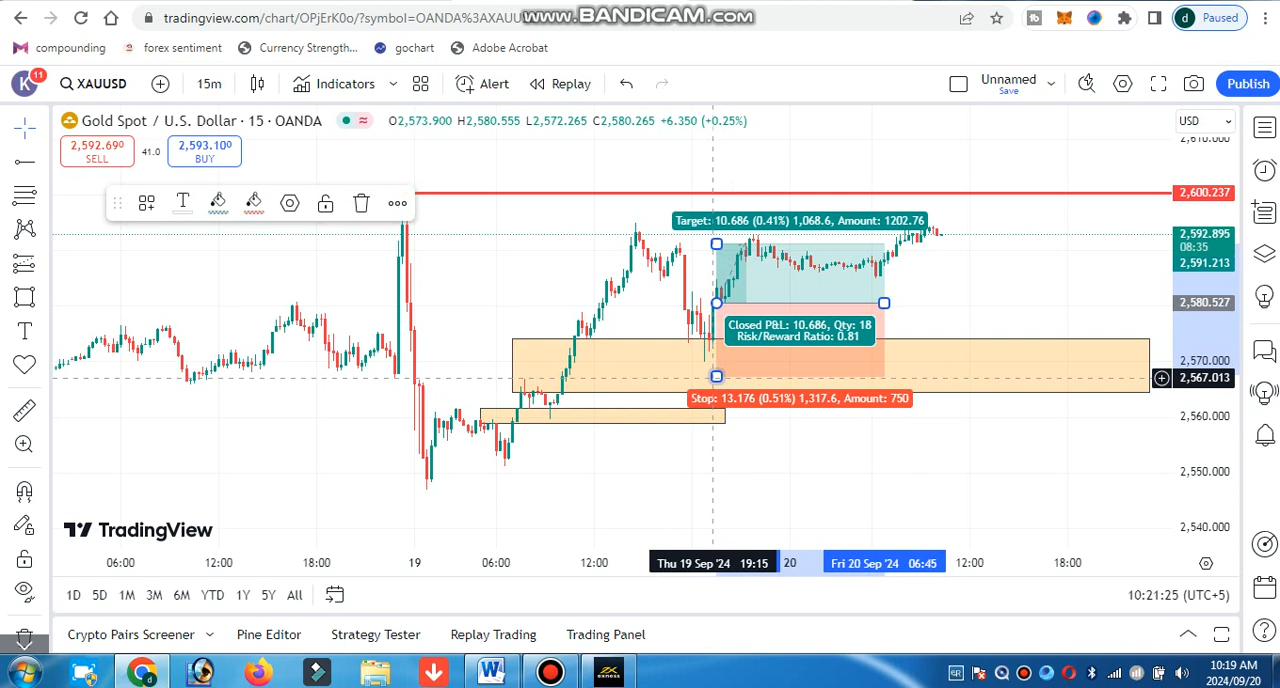 tradingview.com/chart/OPjErK0o/?symbol=OANDA%3AXAUU
www.BANDICAM.com
d Paused
compounding forex sentiment Currency Strength... gochart Adobe Acrobat
K 11 XAUUSD 15m Indicators Alert Replay Unnamed Save Publish
Gold Spot / U.S. Dollar · 15 · OANDA O2,573.900 H2,580.555 L2,572.265 C2,580.265 +6.350 (+0.25%) USD
2,610.000
2,592.690 SELL 41.0 2,593.100 BUY
2,600.237
Target: 10.686 (0.41%) 1,068.6, Amount: 1202.76
2,592.895
08:35
2,591.213
2,580.527
Closed P&L: 10.686, Qty: 18
Risk/Reward Ratio: 0.81
2,570.000
2,567.013
Stop: 13.176 (0.51%) 1,317.6, Amount: 750
2,560.000
2,550.000
TradingView
2,540.000
06:00 12:00 18:00 19 06:00 12:00 Thu 19 Sep '24 19:15 20 Fri 20 Sep '24 06:45 12:00 18:00
1D 5D 1M 3M 6M YTD 1Y 5Y All 10:21:25 (UTC+5)
Crypto Pairs Screener Pine Editor Strategy Tester Replay Trading Trading Panel
10:19 AM
2024/09/20